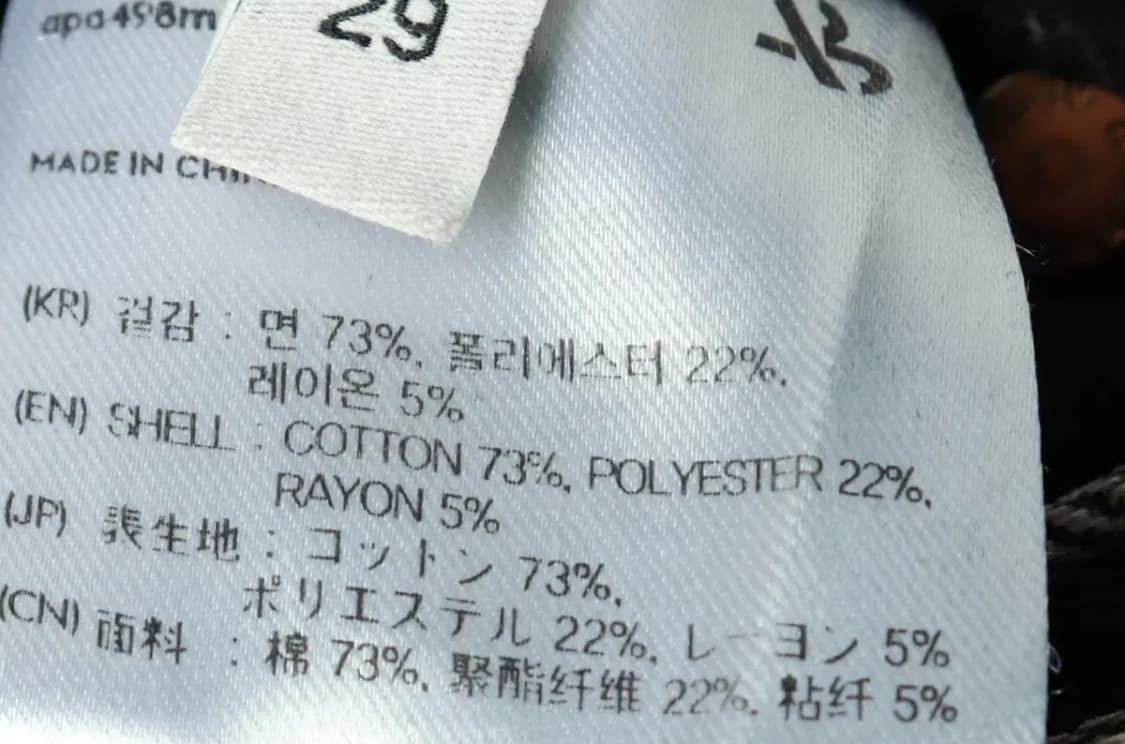 apa498m
29
MADE IN CHIN
(KR) 겉감 : 면 73%, 폴리에스터 22%,
레이온 5%
(EN) SHELL : COTTON 73%, POLYESTER 22%,
RAYON 5%
(JP) 表生地 : コットン 73%,
ポリエステル 22%, レーヨン 5%
(CN) 面料 : 棉 73%, 聚酯纤维 22%, 粘纤 5%